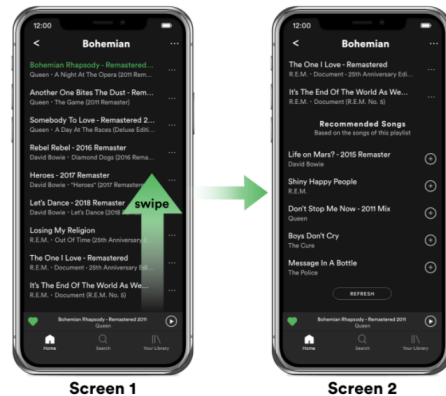 12:00
< Bohemian ...
Bohemian Rhapsody - Remastered 2...
Queen • A Night At The Opera (2011 Rem...
Another One Bites The Dust - Rem...
Queen • The Game (2011 Remaster)
Somebody To Love - Remastered 2...
Queen • A Day At The Races (Deluxe Editi...
Rebel Rebel - 2016 Remaster
David Bowie • Diamond Dogs (2016 Rema...
Heroes - 2017 Remaster
David Bowie • "Heroes" (2017 Remaster)
Let's Dance - 2018 Remaster
David Bowie • Let's Dance (2018
swipe
Losing My Religion
R.E.M. • Out Of Time (25th Anniversary E
The One I Love - Remastered
R.E.M. • Document - 25th Anniversary Edi...
It's The End Of The World As We...
R.E.M. • Document (R.E.M. No. 5)
Bohemian Rhapsody - Remastered 2011
Queen
Home Search Your Library
Screen 1
12:00
< Bohemian ...
The One I Love - Remastered
R.E.M. • Document - 25th Anniversary Edi...
It's The End Of The World As We...
R.E.M. • Document (R.E.M. No. 5)
Recommended Songs
Based on the songs of this playlist
Life on Mars? - 2015 Remaster
David Bowie
Shiny Happy People
R.E.M.
Don't Stop Me Now - 2011 Mix
Queen
Boys Don't Cry
The Cure
Message In A Bottle
The Police
REFRESH
Bohemian Rhapsody - Remastered 2011
Queen
Home Search Your Library
Screen 2